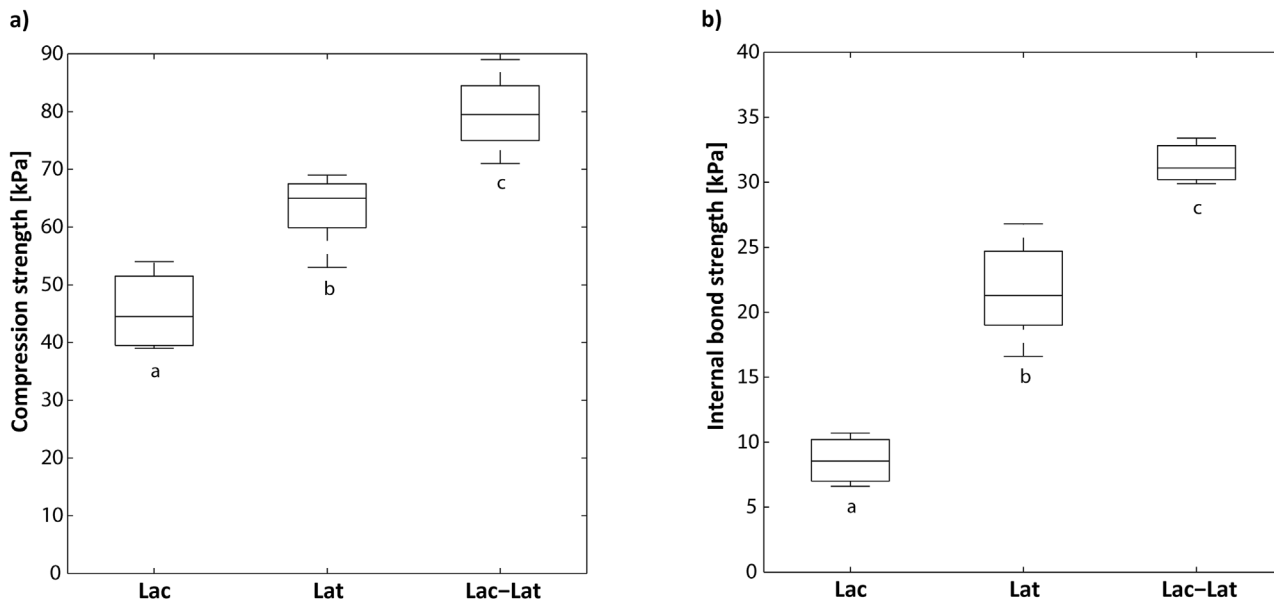 a)
Compression strength [kPa]
90
80
70
60
50
40
30
20
10
0
a
b
c
Lac
Lat
Lac–Lat
b)
Internal bond strength [kPa]
40
35
30
25
20
15
10
5
0
a
b
c
Lac
Lat
Lac–Lat